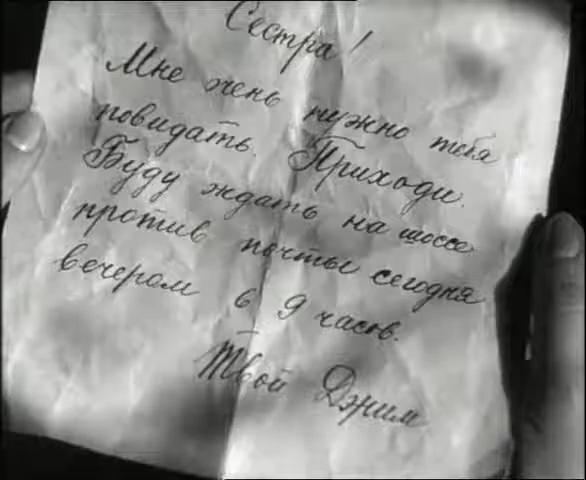 Сестра!
Мне очень нужно тебя
повидать. Приходи.
Буду ждать на шоссе
против почты сегодня
вечером в 9 часов.
Твой Джим